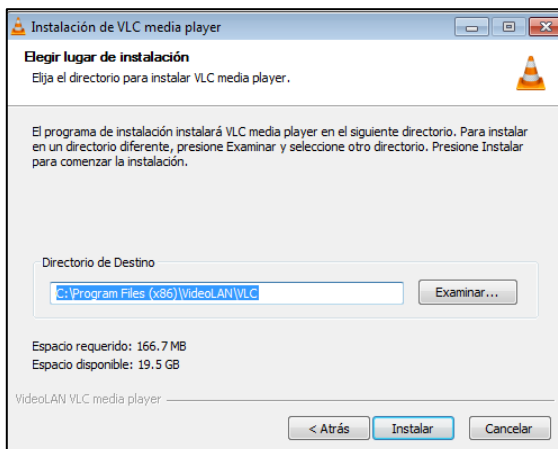 Instalación de VLC media player
Elegir lugar de instalación
Elija el directorio para instalar VLC media player.
El programa de instalación instalará VLC media player en el siguiente directorio. Para instalar
en un directorio diferente, presione Examinar y seleccione otro directorio. Presione Instalar
para comenzar la instalación.
Directorio de Destino
C:\Program Files (x86)\VideoLAN\VLC
Examinar...
Espacio requerido: 166.7 MB
Espacio disponible: 19.5 GB
VideoLAN VLC media player
< Atrás Instalar Cancelar